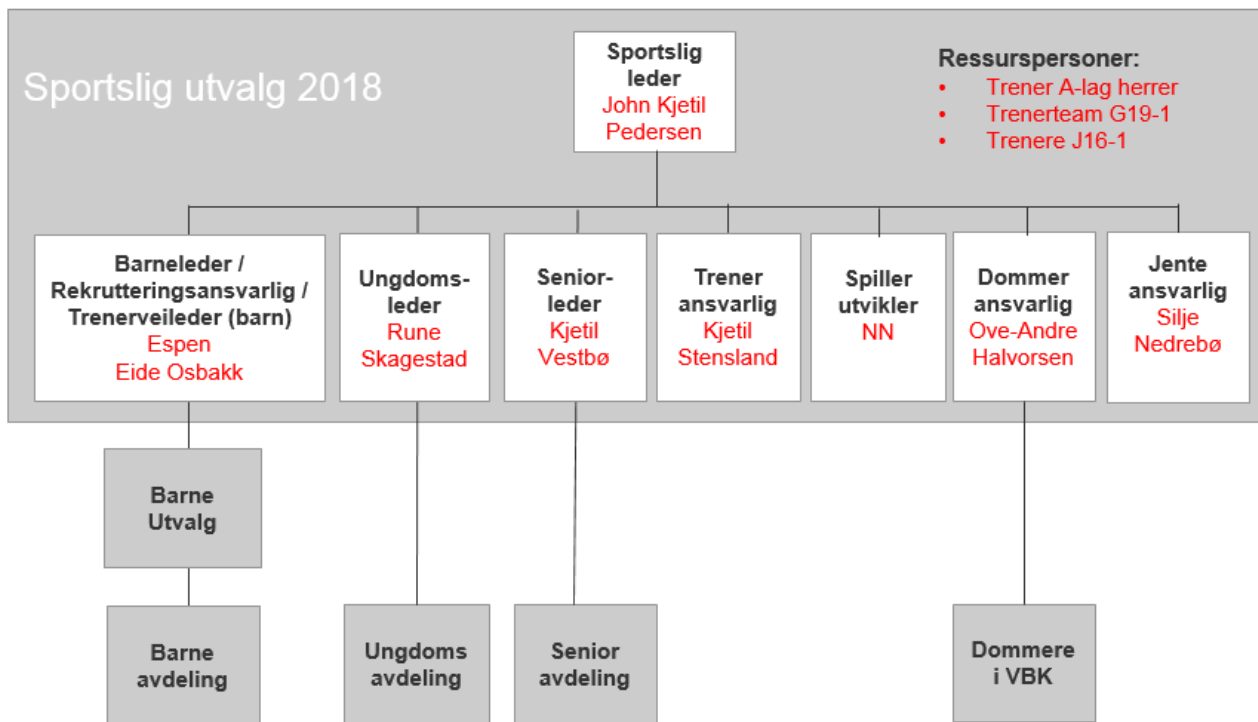 Sportslig utvalg 2018
Sportslig
leder
John Kjetil
Pedersen
Ressurspersoner:
• Trener A-lag herrer
• Trenerteam G19-1
• Trenere J16-1
Barneleder /
Rekrutteringsansvarlig /
Trenerveileder (barn)
Espen
Eide Osbakk
Ungdoms-
leder
Rune
Skagestad
Senior-
leder
Kjetil
Vestbø
Trener
ansvarlig
Kjetil
Stensland
Spiller
utvikler
NN
Dommer
ansvarlig
Ove-Andre
Halvorsen
Jente
ansvarlig
Silje
Nedrebø
Barne
Utvalg
Barne
avdeling
Ungdoms
avdeling
Senior
avdeling
Dommere
i VBK